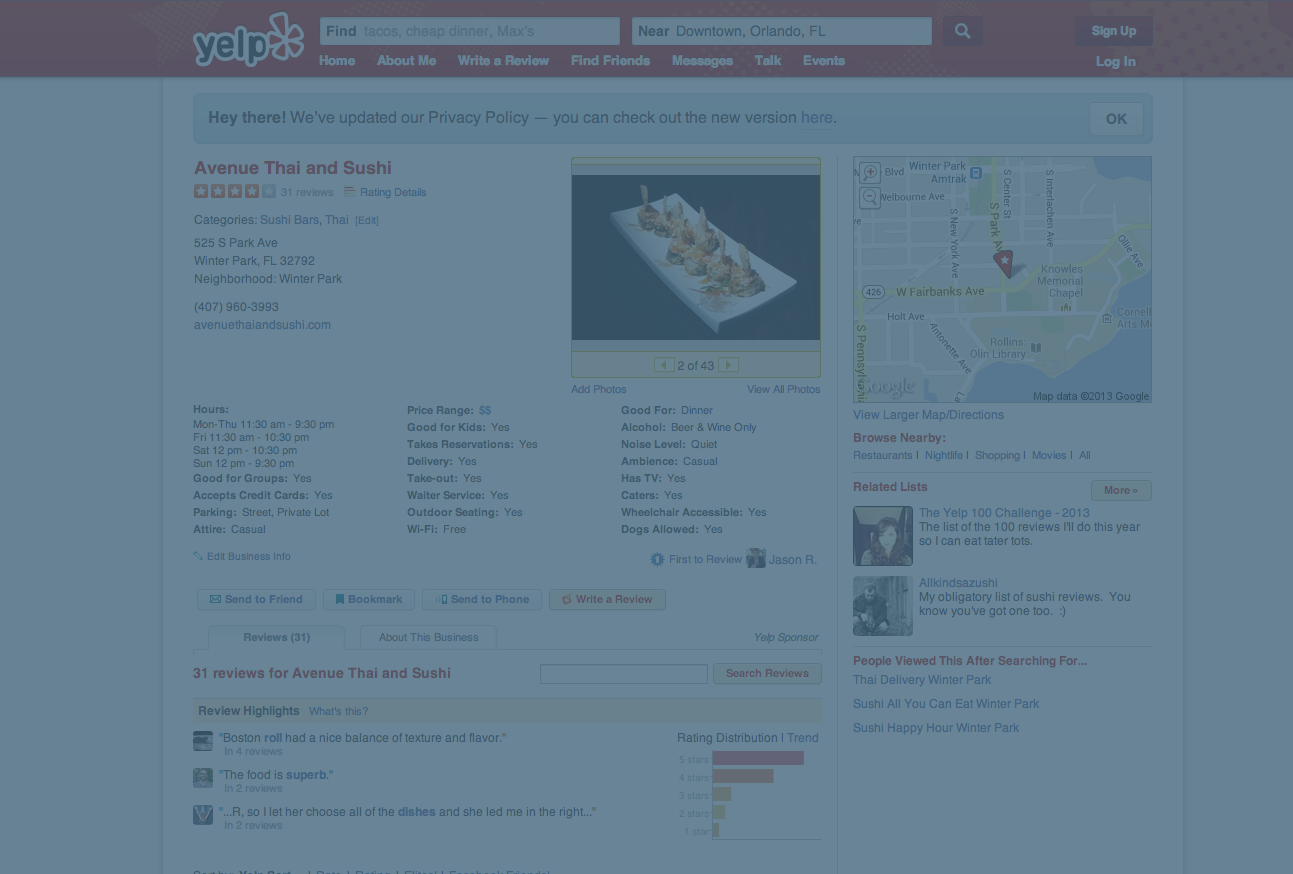 yelp
Find tacos, cheap dinner, Max's
Near Downtown, Orlando, FL
Sign Up
Home About Me Write a Review Find Friends Messages Talk Events
Log In
Hey there! We've updated our Privacy Policy — you can check out the new version here.
OK
Avenue Thai and Sushi
31 reviews Rating Details
Categories: Sushi Bars, Thai [Edit]
525 S Park Ave
Winter Park, FL 32792
Neighborhood: Winter Park
(407) 960-3993
avenuethaiandsushi.com
2 of 43
Add Photos View All Photos
Hours:
Mon-Thu 11:30 am - 9:30 pm
Fri 11:30 am - 10:30 pm
Sat 12 pm - 10:30 pm
Sun 12 pm - 9:30 pm
Good for Groups: Yes
Accepts Credit Cards: Yes
Parking: Street, Private Lot
Attire: Casual
Price Range: $$
Good for Kids: Yes
Takes Reservations: Yes
Delivery: Yes
Take-out: Yes
Waiter Service: Yes
Outdoor Seating: Yes
Wi-Fi: Free
Good For: Dinner
Alcohol: Beer & Wine Only
Noise Level: Quiet
Ambience: Casual
Has TV: Yes
Caters: Yes
Wheelchair Accessible: Yes
Dogs Allowed: Yes
Edit Business Info
First to Review Jason R.
Send to Friend Bookmark Send to Phone Write a Review
Reviews (31) About This Business Yelp Sponsor
31 reviews for Avenue Thai and Sushi
Search Reviews
Review Highlights What's this?
"Boston roll had a nice balance of texture and flavor."
In 4 reviews
"The food is superb."
In 2 reviews
"...R, so I let her choose all of the dishes and she led me in the right..."
In 2 reviews
Rating Distribution | Trend
5 stars
4 stars
3 stars
2 stars
1 star
Blvd
Winter Park
Amtrak
Welbourne Ave
S Center St
S Interlachen Ave
S New York Ave
S Park Av
Ollie Ave
Knowles
Memorial
Chapel
426
W Fairbanks Ave
Holt Ave
Cornell
Arts M
Antonette Ave
Rollins:
Olin Library
S Pennsylvania
Google
Map data ©2013 Google
View Larger Map/Directions
Browse Nearby:
Restaurants | Nightlife | Shopping | Movies | All
Related Lists
More »
The Yelp 100 Challenge - 2013
The list of the 100 reviews I'll do this year
so I can eat tater tots.
Allkindsazushi
My obligatory list of sushi reviews. You
know you've got one too. :)
People Viewed This After Searching For...
Thai Delivery Winter Park
Sushi All You Can Eat Winter Park
Sushi Happy Hour Winter Park